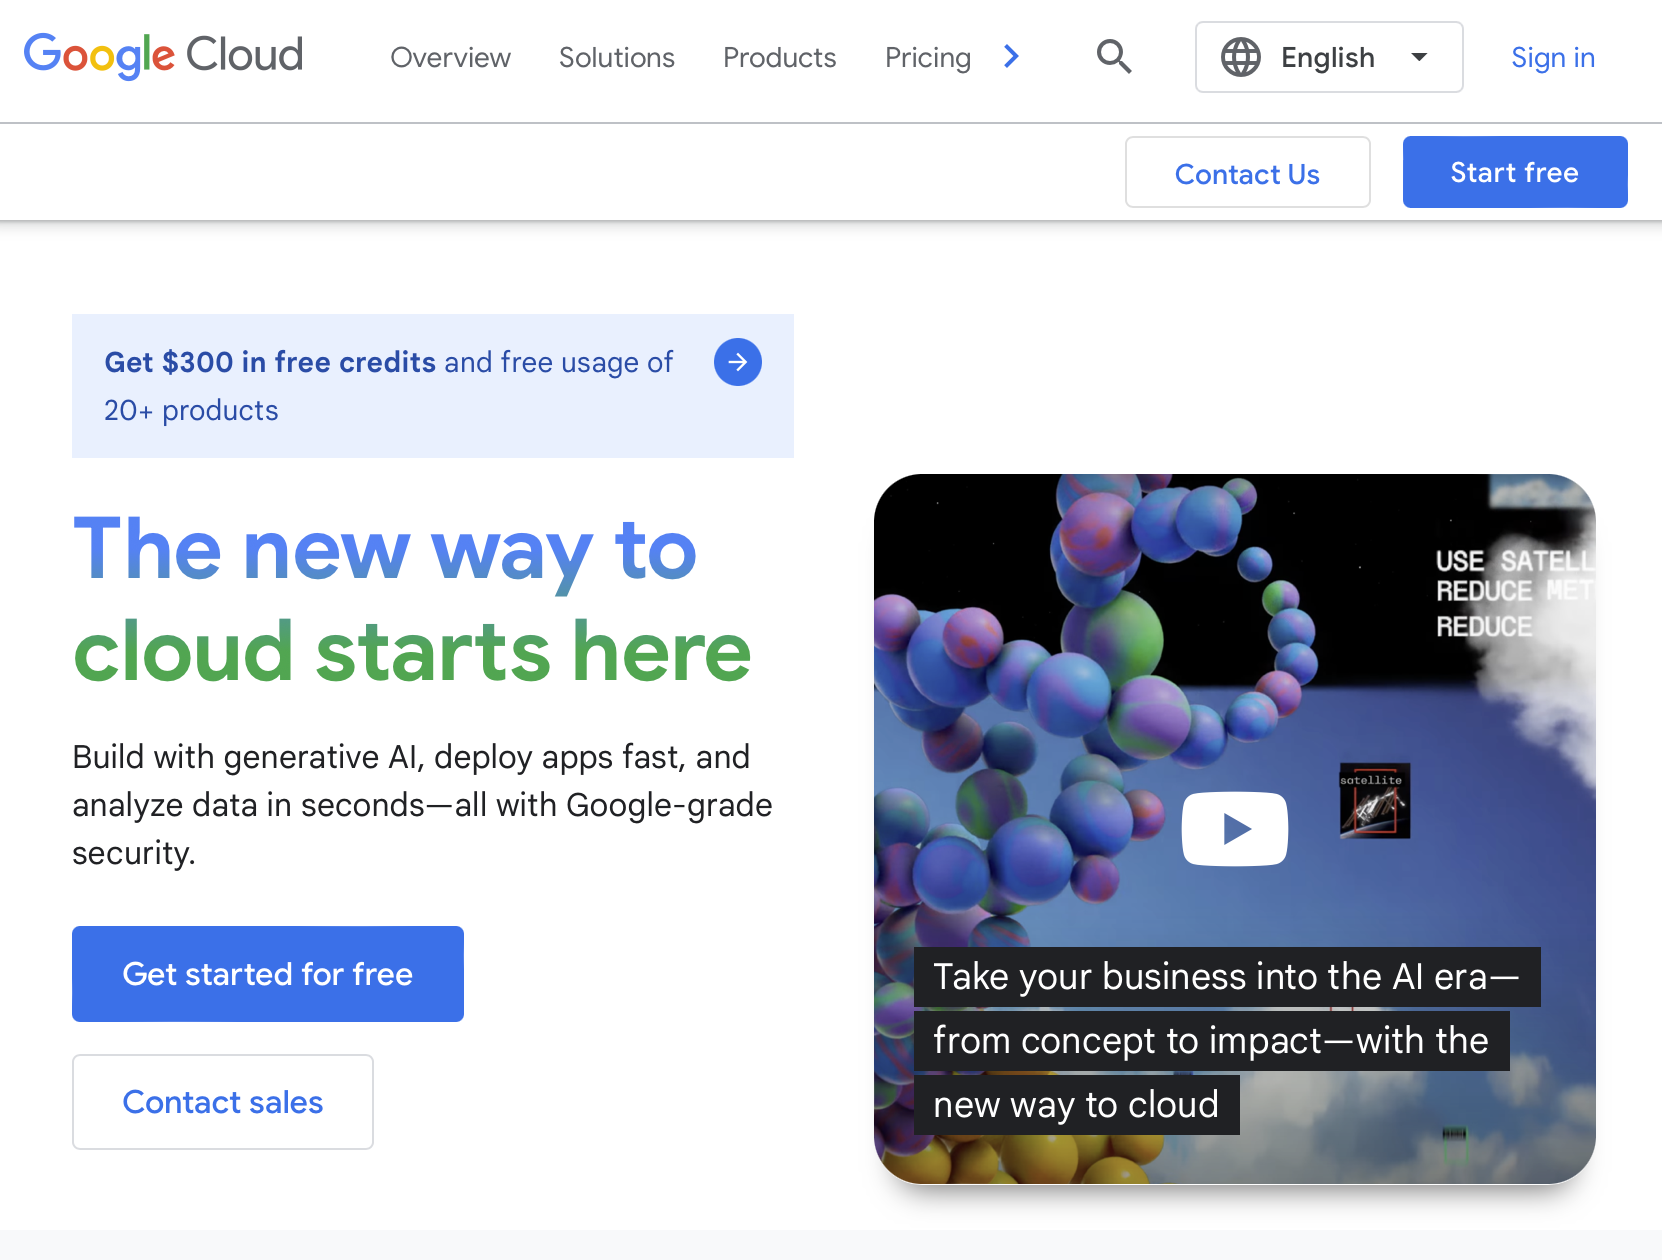 Google Cloud
Overview
Solutions
Products
Pricing
English
Sign in
Contact Us
Start free
Get $300 in free credits and free usage of
20+ products
The new way to
cloud starts here
Build with generative AI, deploy apps fast, and
analyze data in seconds—all with Google-grade
security.
Get started for free
Contact sales
USE SATELL
REDUCE MET
REDUCE
satellite
Take your business into the AI era—
from concept to impact—with the
new way to cloud